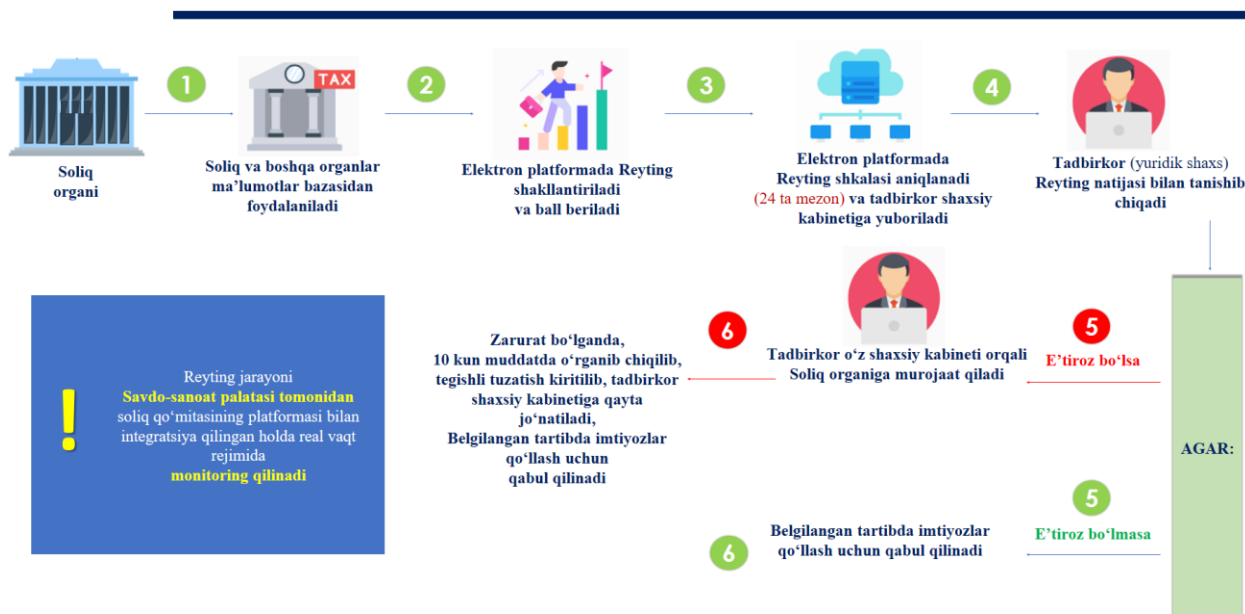 1
2
3
4
TAX
Soliq
organi
Soliq va boshqa organlar
ma’lumotlar bazasidan
foydalaniladi
Elektron platformada Reyting
shakllantiriladi
va ball beriladi
Elektron platformada
Reyting shkalasi aniqlanadi
(24 ta mezon) va tadbirkor shaxsiy
kabinetiga yuboriladi
Tadbirkor (yuridik shaxs)
Reyting natijasi bilan tanishib
chiqadi
AGAR:
5
E’tiroz bo‘lsa
Tadbirkor o‘z shaxsiy kabineti orqali
Soliq organiga murojaat qiladi
6
Zarurat bo‘lganda,
10 kun muddatda o‘rganib chiqilib,
tegishli tuzatish kiritilib, tadbirkor
shaxsiy kabinetiga qayta
jo‘natiladi,
Belgilangan tartibda imtiyozlar
qo‘llash uchun
qabul qilinadi
5
E’tiroz bo‘lmasa
Belgilangan tartibda imtiyozlar
qo‘llash uchun qabul qilinadi
6
!
Reyting jarayoni
Savdo-sanoat palatasi tomonidan
soliq qo‘mitasining platformasi bilan
integratsiya qilingan holda real vaqt
rejimida
monitoring qilinadi